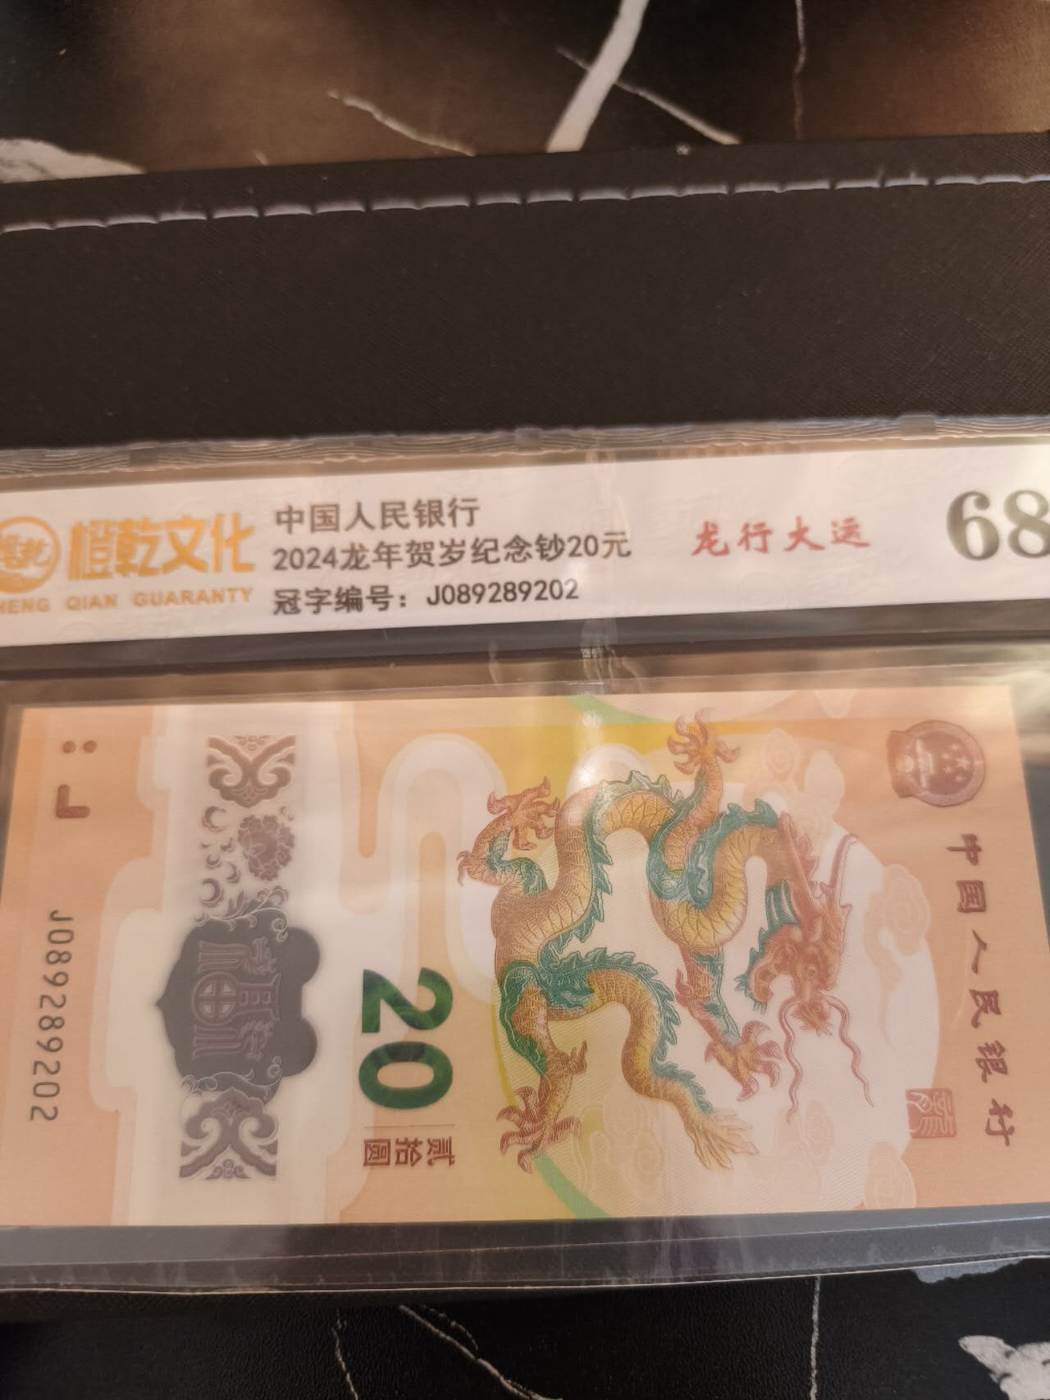 橙乾文化
HENG QIAN GUARANTY
中国人民银行
2024龙年贺岁纪念钞20元
冠字编号：J089289202
龙行大运
68
中国人民银行
20
贰拾圆
J089289202